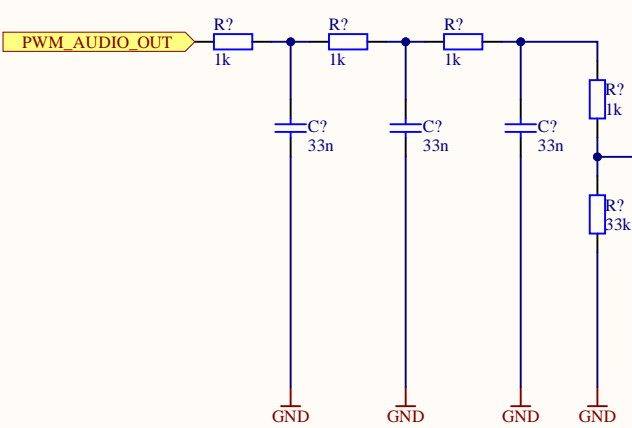 R?
R?
R?
PWM_AUDIO_OUT
1k
1k
1k
R?
1k
C?
33n
C?
33n
C?
33n
R?
33k
GND
GND
GND
GND